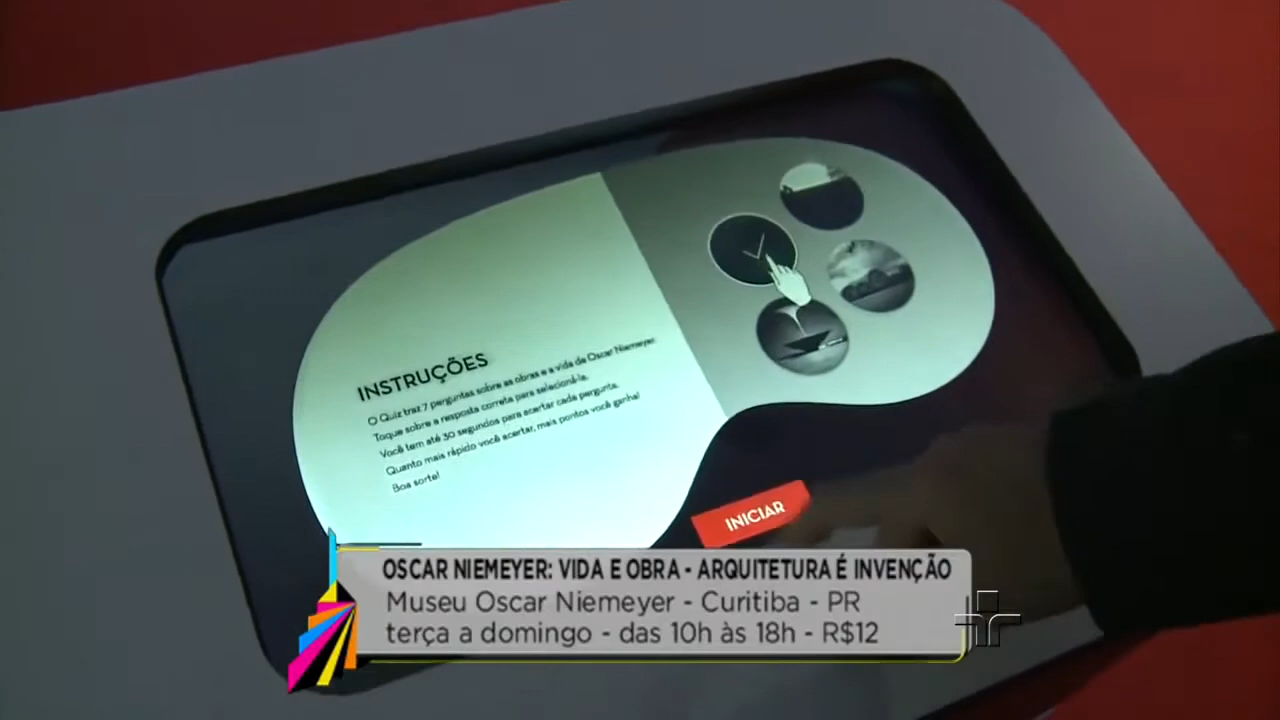 INSTRUÇÕES
O Quiz traz 7 perguntas sobre as obras e a vida de Oscar Niemeyer.
Toque sobre a resposta correta para selecioná-la.
Você tem até 30 segundos para acertar cada pergunta.
Quanto mais rápido você acertar, mais pontos você ganha!
Boa sorte!
INICIAR
OSCAR NIEMEYER: VIDA E OBRA - ARQUITETURA É INVENÇÃO
Museu Oscar Niemeyer - Curitiba - PR
terça a domingo - das 10h às 18h - R$12